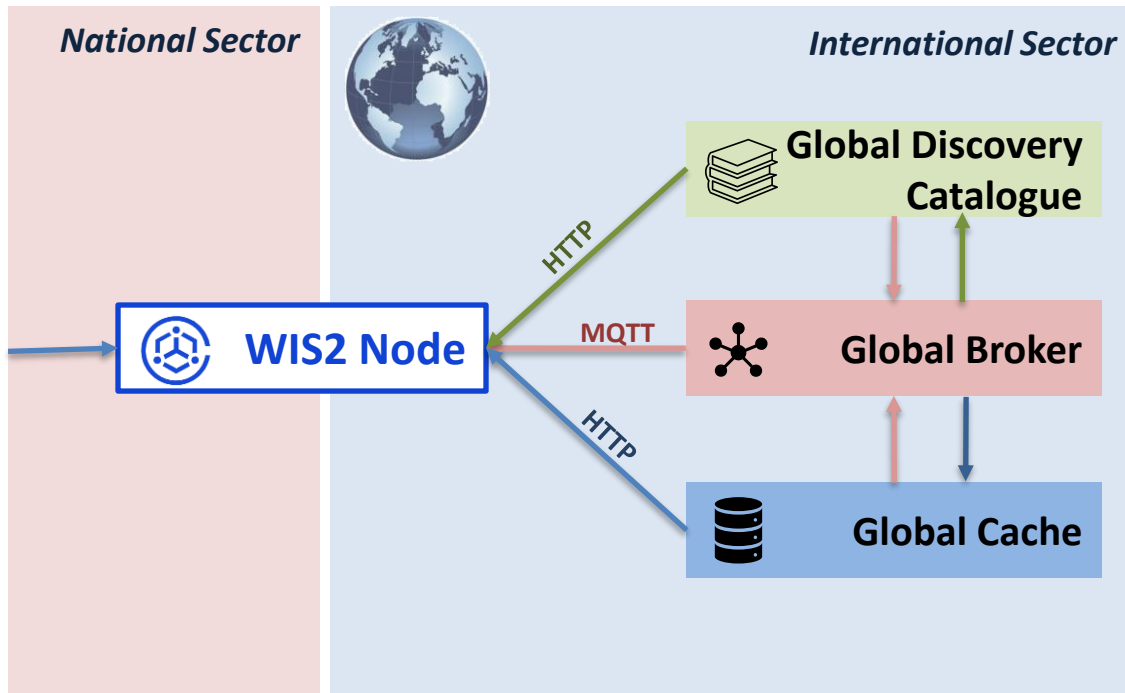 National Sector
International Sector
Global Discovery
Catalogue
HTTP
WIS2 Node
MQTT
Global Broker
HTTP
Global Cache